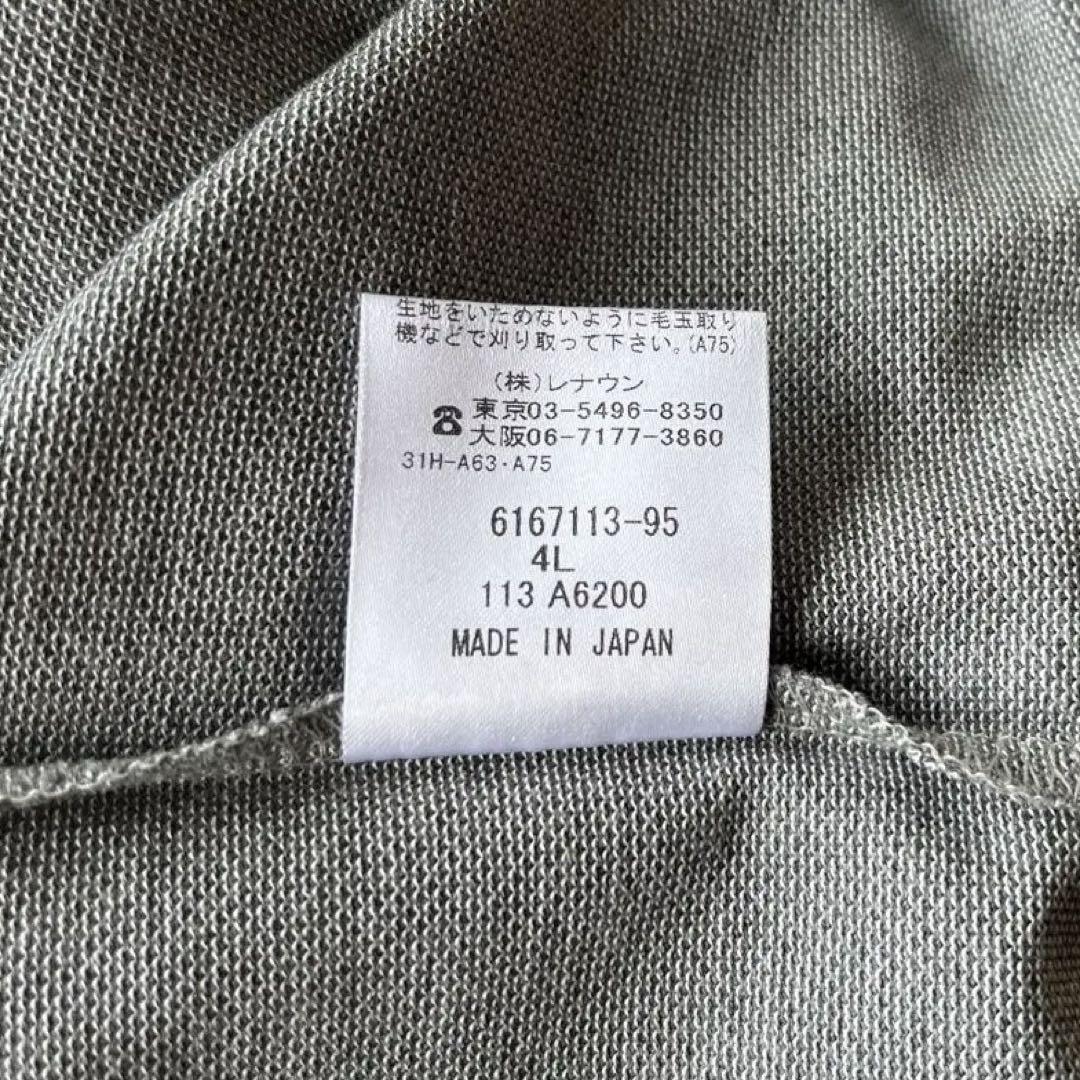 生地をいためないように毛玉取り
機などで刈り取って下さい。(A75)
(株)レナウン
☎東京03-5496-8350
大阪06-7177-3860
31H-A63・A75
6167113-95
4L
113 A6200
MADE IN JAPAN